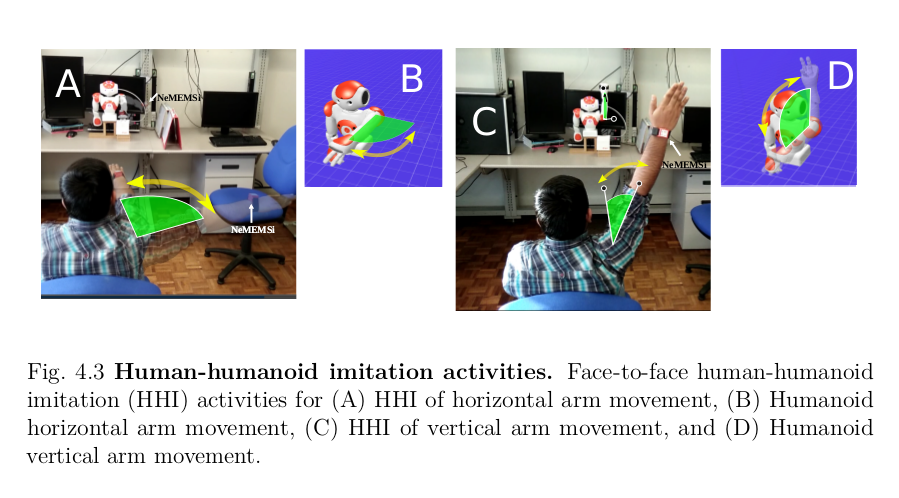 A
NeMEMSi
NeMEMSi
B
C
NeMEMSi
D
Fig. 4.3 Human-humanoid imitation activities. Face-to-face human-humanoid
imitation (HHI) activities for (A) HHI of horizontal arm movement, (B) Humanoid
horizontal arm movement, (C) HHI of vertical arm movement, and (D) Humanoid
vertical arm movement.